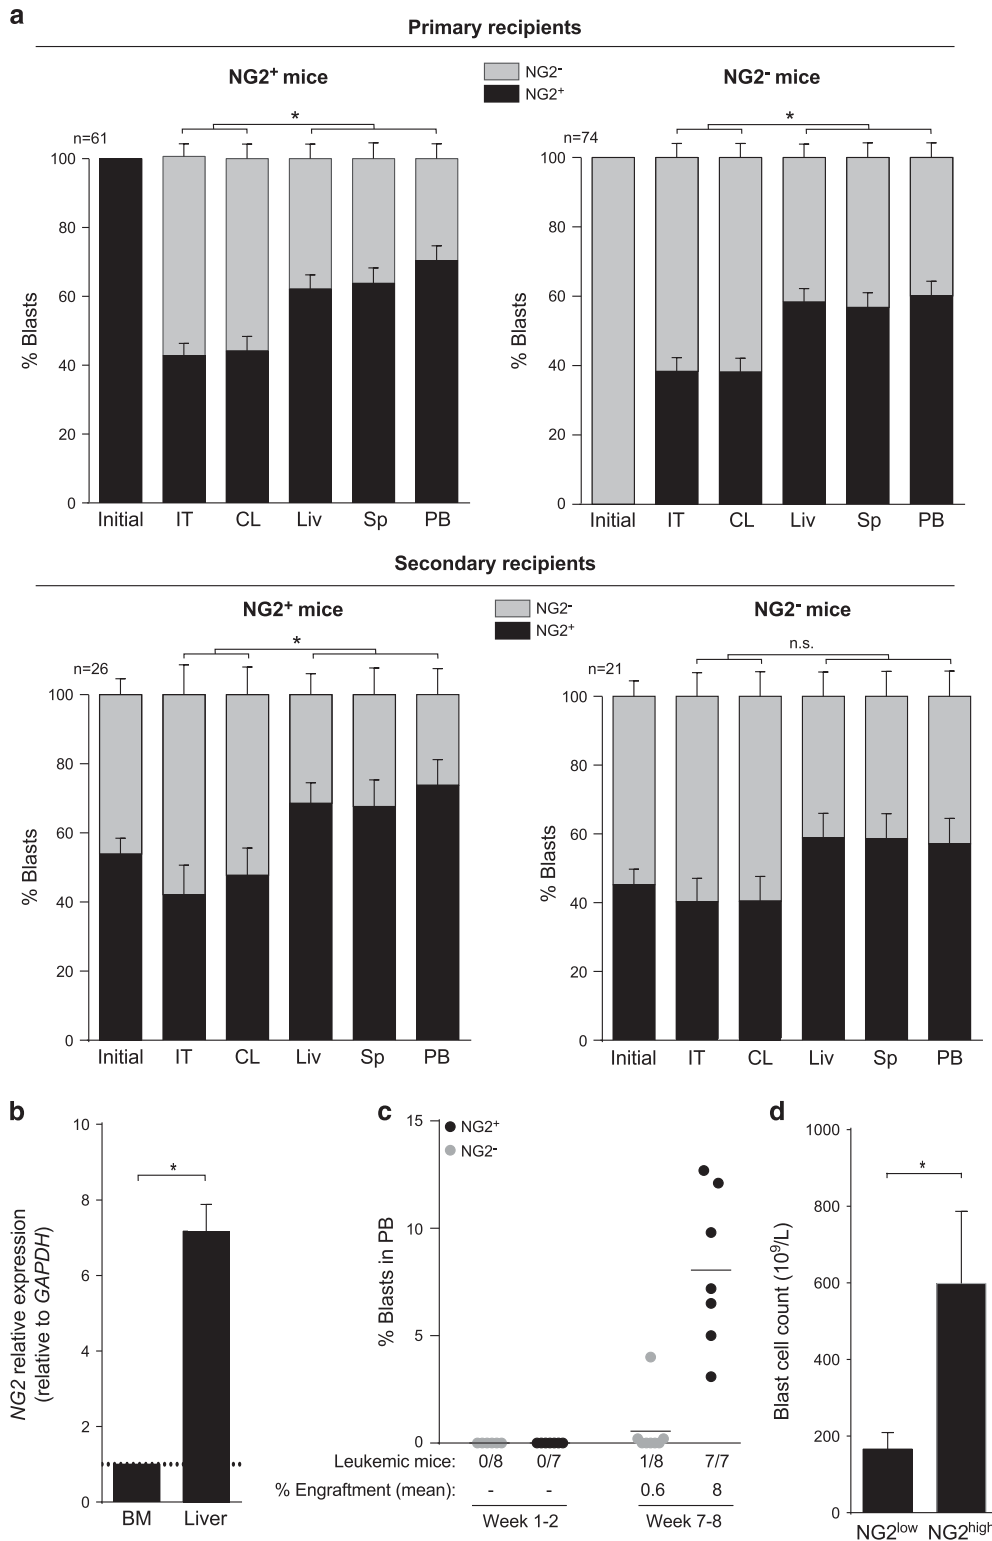 a
Primary recipients
NG2+ mice
NG2-
NG2+
NG2- mice
n=61
*
n=74
*
100
80
60
40
20
0
% Blasts
Initial IT CL Liv Sp PB
100
80
60
40
20
0
% Blasts
Initial IT CL Liv Sp PB
Secondary recipients
NG2+ mice
NG2-
NG2+
NG2- mice
n=26
*
n=21
n.s.
100
80
60
40
20
0
% Blasts
Initial IT CL Liv Sp PB
100
80
60
40
20
0
% Blasts
Initial IT CL Liv Sp PB
b
10
8
6
4
2
0
*
NG2 relative expression
(relative to GAPDH)
BM Liver
c
15
10
5
0
NG2+
NG2-
% Blasts in PB
Leukemic mice: 0/8 0/7 1/8 7/7
% Engraftment (mean): - - 0.6 8
Week 1-2 Week 7-8
d
1000
800
600
400
200
0
*
Blast cell count (10^9/L)
NG2low NG2high